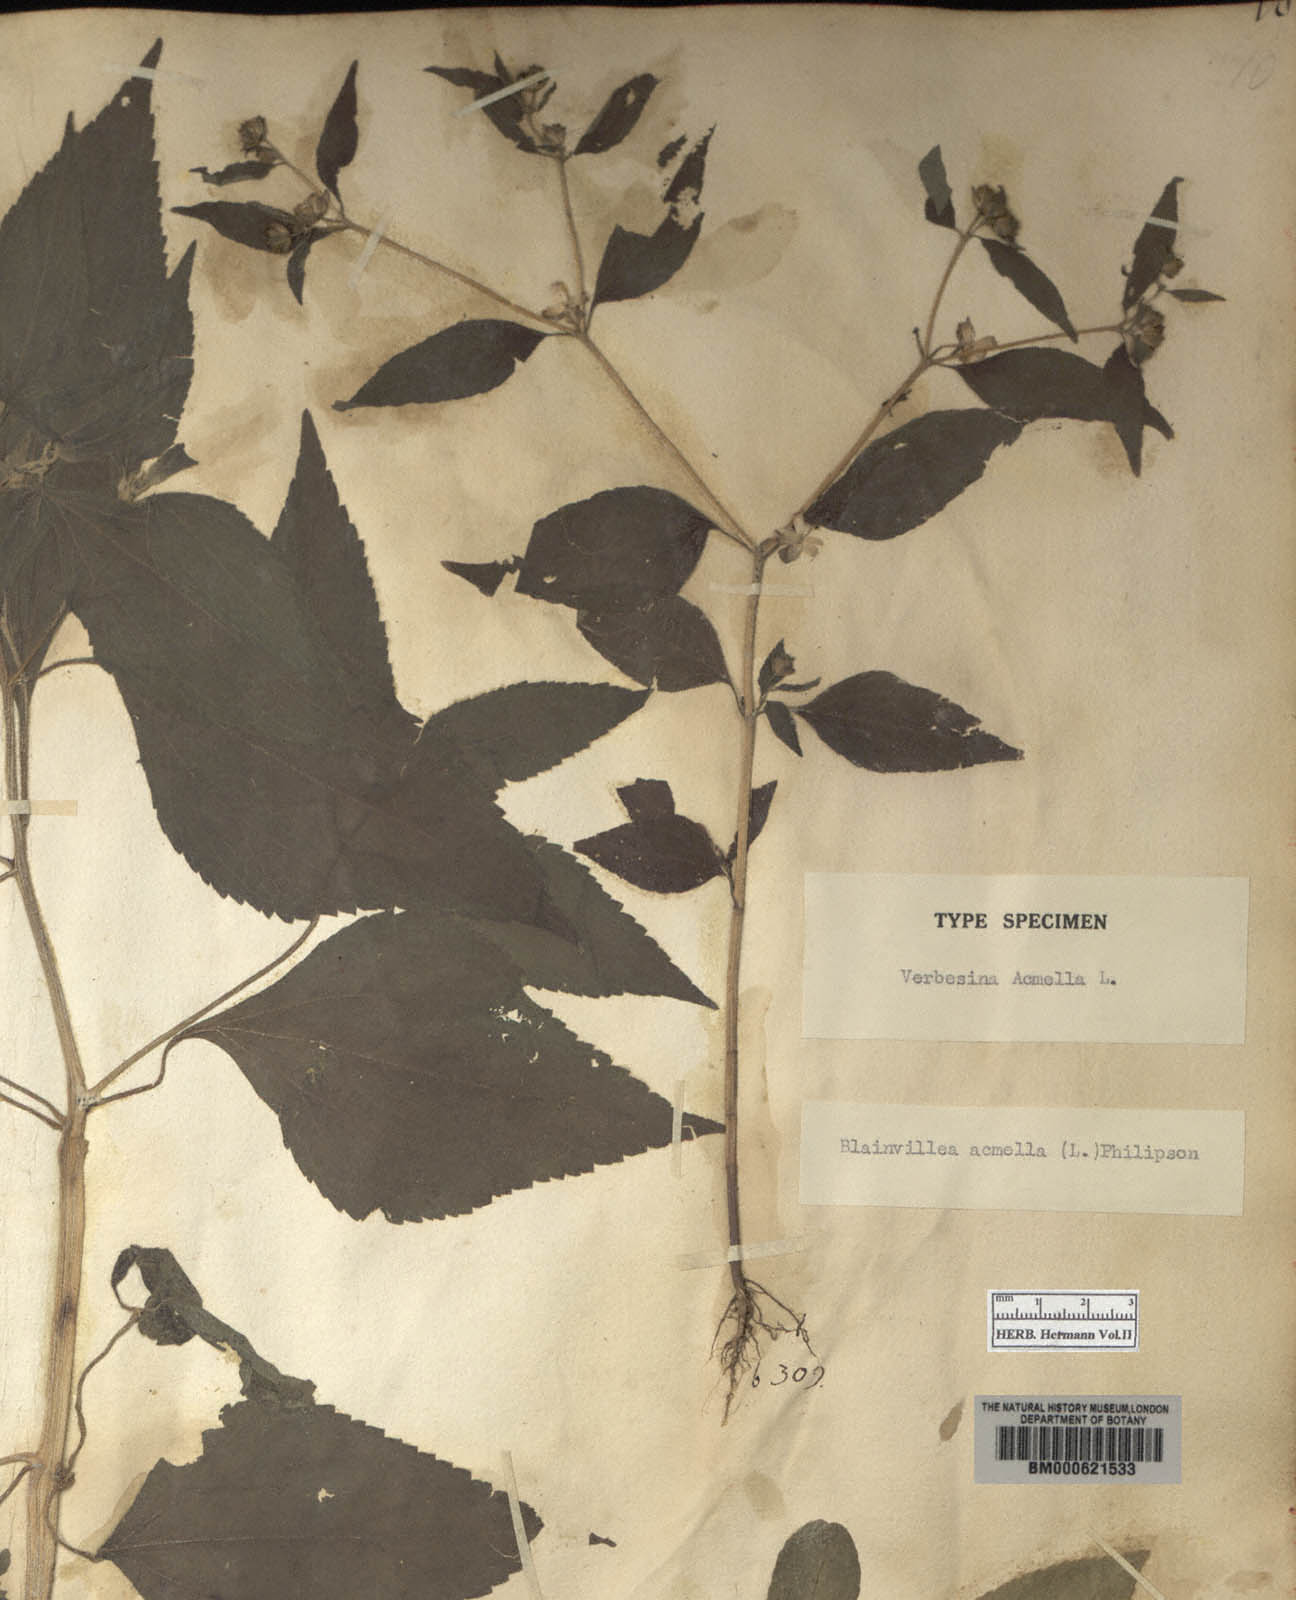 10
TYPE SPECIMEN
Verbesina Acmella L.
Blainvillea acmella (L.)Philipson
mm 1 2 3
HERB. Hermann Vol.II
6 309.
THE NATURAL HISTORY MUSEUM,LONDON
DEPARTMENT OF BOTANY
BM000621533